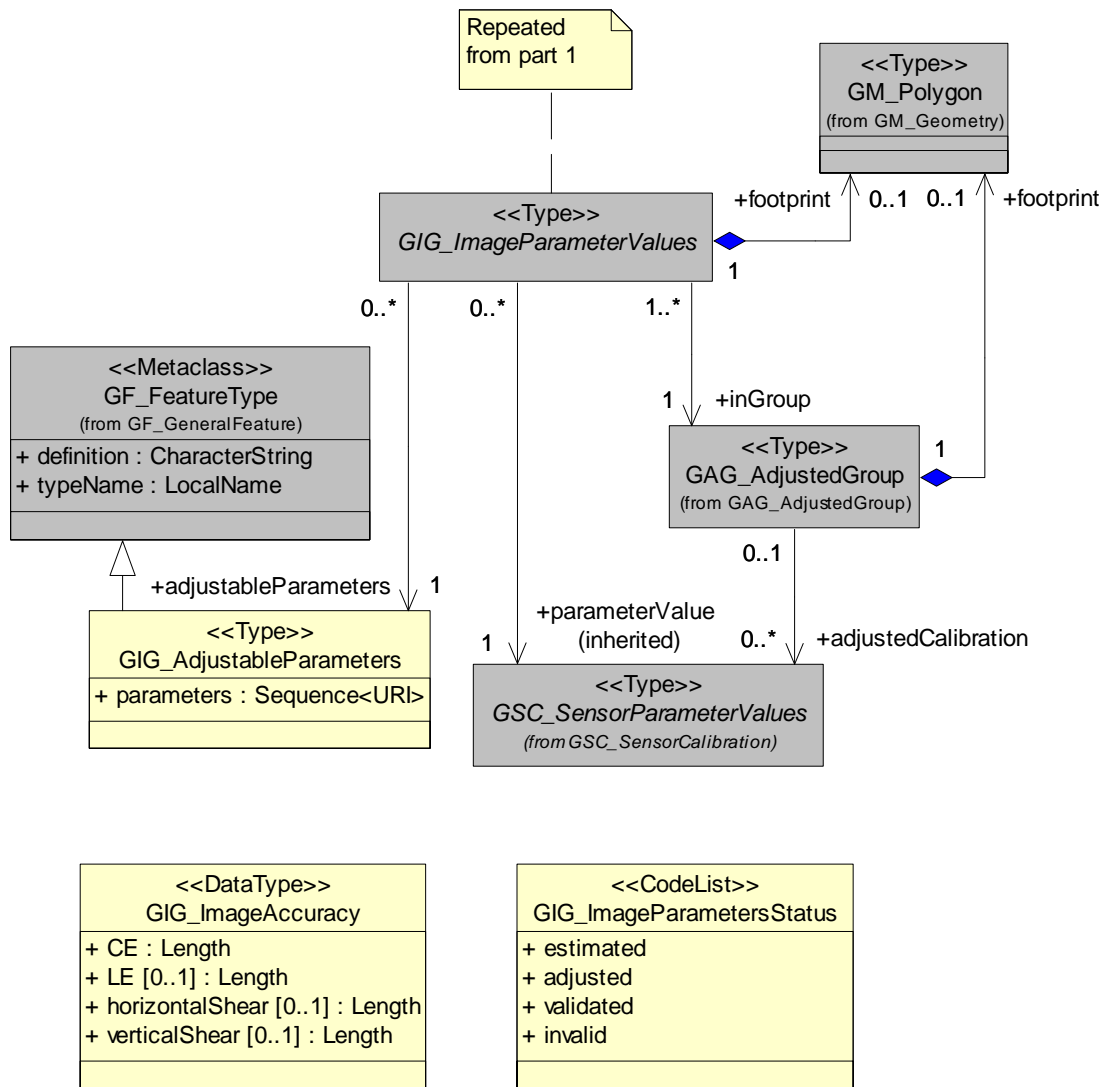 Repeated
from part 1
<<Type>>
GM_Polygon
(from GM_Geometry)
+footprint
0..1
0..1
+footprint
<<Type>>
GIG_ImageParameterValues
1
0..*
0..*
1..*
<<Metaclass>>
GF_FeatureType
(from GF_GeneralFeature)
+ definition : CharacterString
+ typeName : LocalName
1
+inGroup
<<Type>>
GAG_AdjustedGroup
(from GAG_AdjustedGroup)
1
0..1
+adjustableParameters
1
<<Type>>
GIG_AdjustableParameters
+ parameters : Sequence<URI>
+parameterValue
(inherited)
1
0..*
+adjustedCalibration
<<Type>>
GSC_SensorParameterValues
(from GSC_SensorCalibration)
<<DataType>>
GIG_ImageAccuracy
+ CE : Length
+ LE [0..1] : Length
+ horizontalShear [0..1] : Length
+ verticalShear [0..1] : Length
<<CodeList>>
GIG_ImageParametersStatus
+ estimated
+ adjusted
+ validated
+ invalid